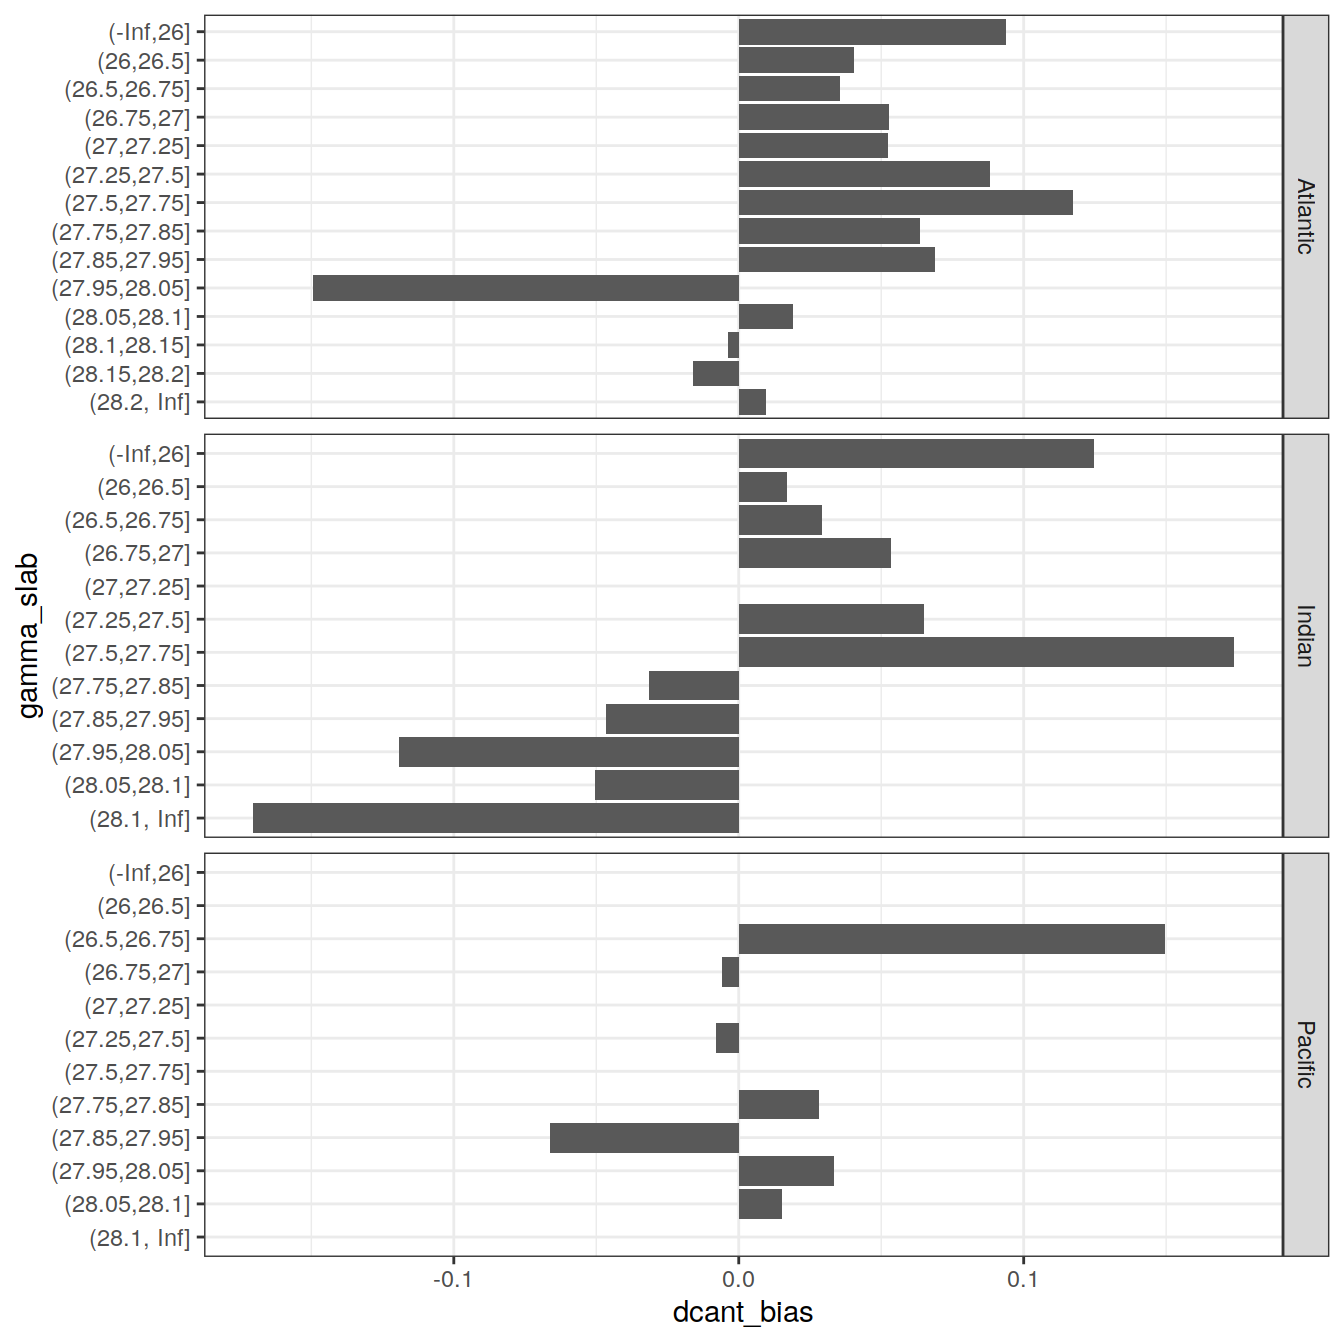 (-Inf,26]
(26,26.5]
(26.5,26.75]
(26.75,27]
(27,27.25]
(27.25,27.5]
(27.5,27.75]
(27.75,27.85]
(27.85,27.95]
(27.95,28.05]
(28.05,28.1]
(28.1,28.15]
(28.15,28.2]
(28.2, Inf]
Atlantic
(-Inf,26]
(26,26.5]
(26.5,26.75]
(26.75,27]
(27,27.25]
(27.25,27.5]
(27.5,27.75]
(27.75,27.85]
(27.85,27.95]
(27.95,28.05]
(28.05,28.1]
(28.1, Inf]
Indian
gamma_slab
(-Inf,26]
(26,26.5]
(26.5,26.75]
(26.75,27]
(27,27.25]
(27.25,27.5]
(27.5,27.75]
(27.75,27.85]
(27.85,27.95]
(27.95,28.05]
(28.05,28.1]
(28.1, Inf]
Pacific
-0.1 0.0 0.1
dcant_bias